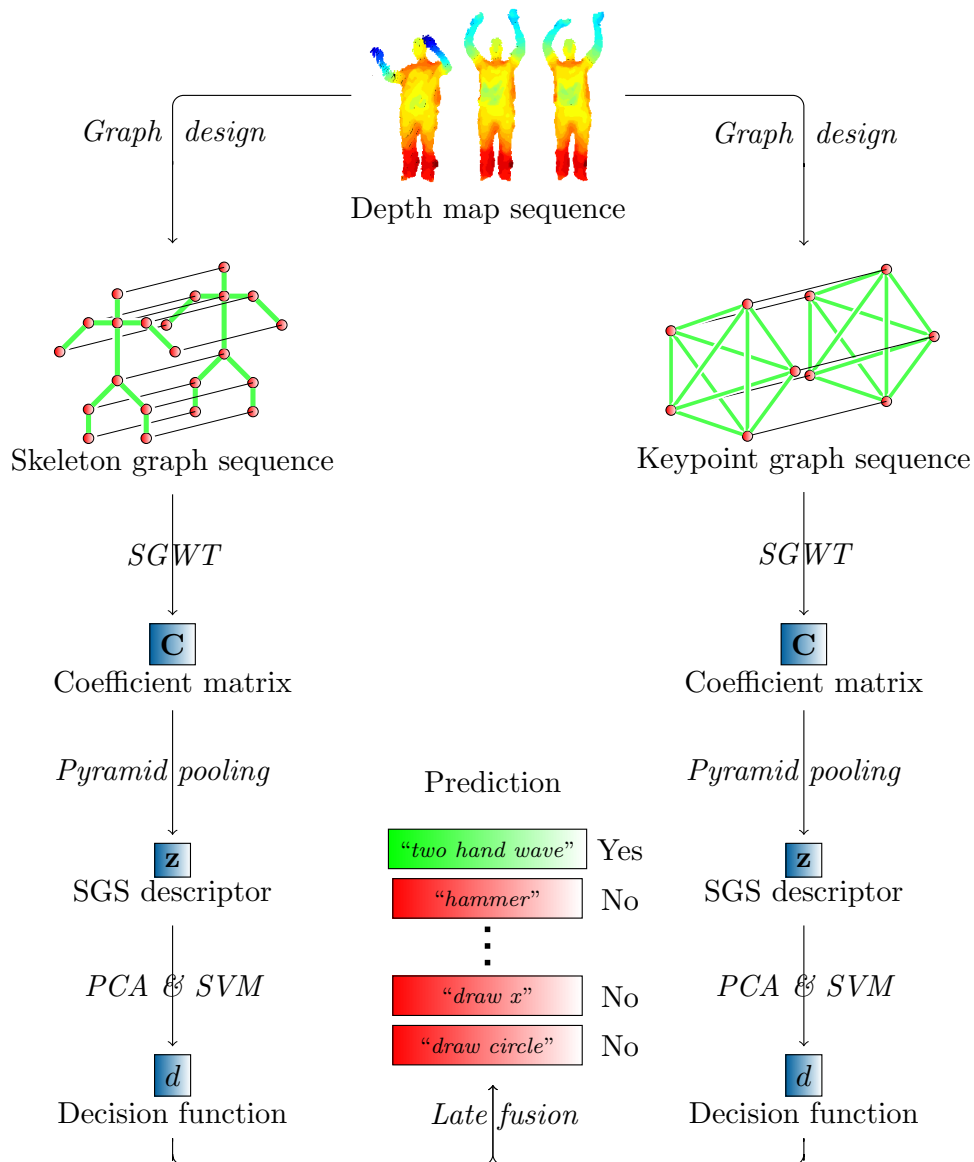 Graph design
Graph design
Depth map sequence
Skeleton graph sequence
Keypoint graph sequence
SGWT
SGWT
C
C
Coefficient matrix
Coefficient matrix
Pyramid pooling
Pyramid pooling
Prediction
“two hand wave” Yes
z
z
SGS descriptor
SGS descriptor
“hammer” No
PCA & SVM
PCA & SVM
“draw x” No
“draw circle” No
d
d
Decision function
Decision function
Late fusion